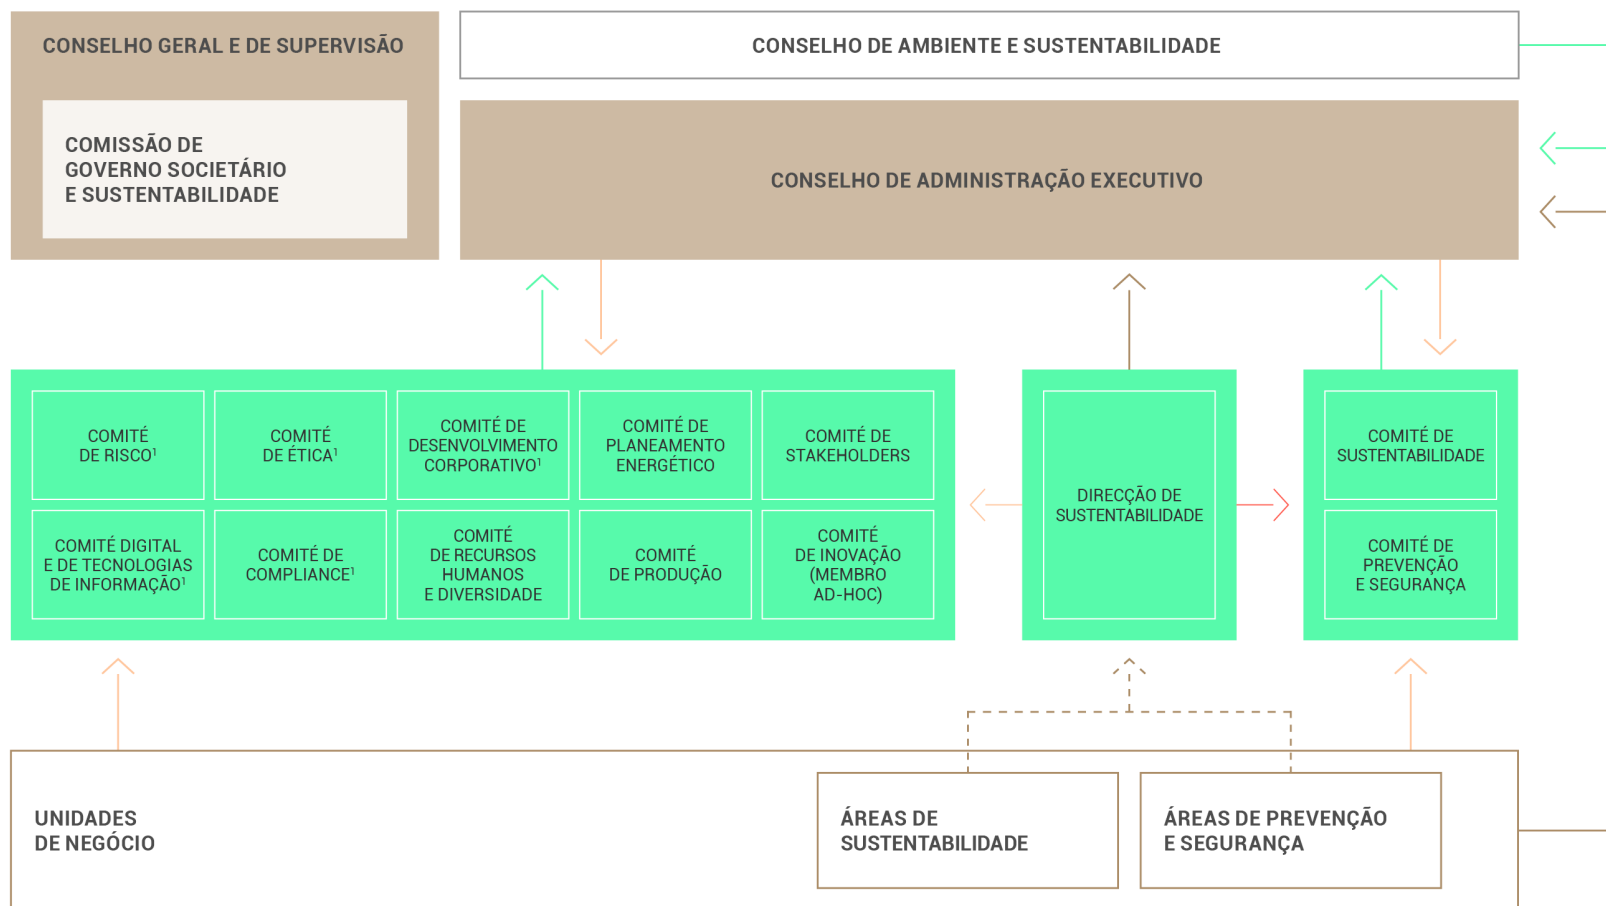 CONSELHO GERAL E DE SUPERVISÃO
COMISSÃO DE
GOVERNO SOCIETÁRIO
E SUSTENTABILIDADE
CONSELHO DE AMBIENTE E SUSTENTABILIDADE
CONSELHO DE ADMINISTRAÇÃO EXECUTIVO
COMITÉ
DE RISCO¹
COMITÉ
DE ÉTICA¹
COMITÉ DE
DESENVOLVIMENTO
CORPORATIVO¹
COMITÉ DE
PLANEAMENTO
ENERGÉTICO
COMITÉ DE
STAKEHOLDERS
COMITÉ DIGITAL
E DE TECNOLOGIAS
DE INFORMAÇÃO¹
COMITÉ DE
COMPLIANCE¹
COMITÉ
DE RECURSOS
HUMANOS
E DIVERSIDADE
COMITÉ
DE PRODUÇÃO
COMITÉ
DE INOVAÇÃO
(MEMBRO
AD-HOC)
DIRECÇÃO DE
SUSTENTABILIDADE
COMITÉ DE
SUSTENTABILIDADE
COMITÉ DE
PREVENÇÃO
E SEGURANÇA
UNIDADES
DE NEGÓCIO
ÁREAS DE
SUSTENTABILIDADE
ÁREAS DE PREVENÇÃO
E SEGURANÇA